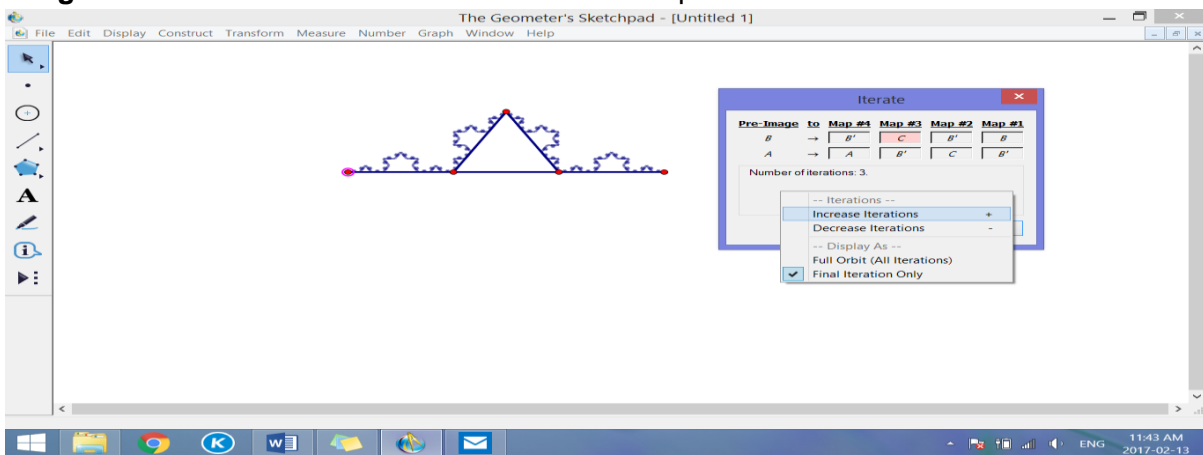 The Geometer's Sketchpad - [Untitled 1]
File Edit Display Construct Transform Measure Number Graph Window Help
Iterate
Pre-Image to Map #4 Map #3 Map #2 Map #1
B → B' C B' B
A → A B' C B'
Number of iterations: 3.
-- Iterations --
Increase Iterations +
Decrease Iterations -
-- Display As --
Full Orbit (All Iterations)
Final Iteration Only
A
ENG
11:43 AM
2017-02-13